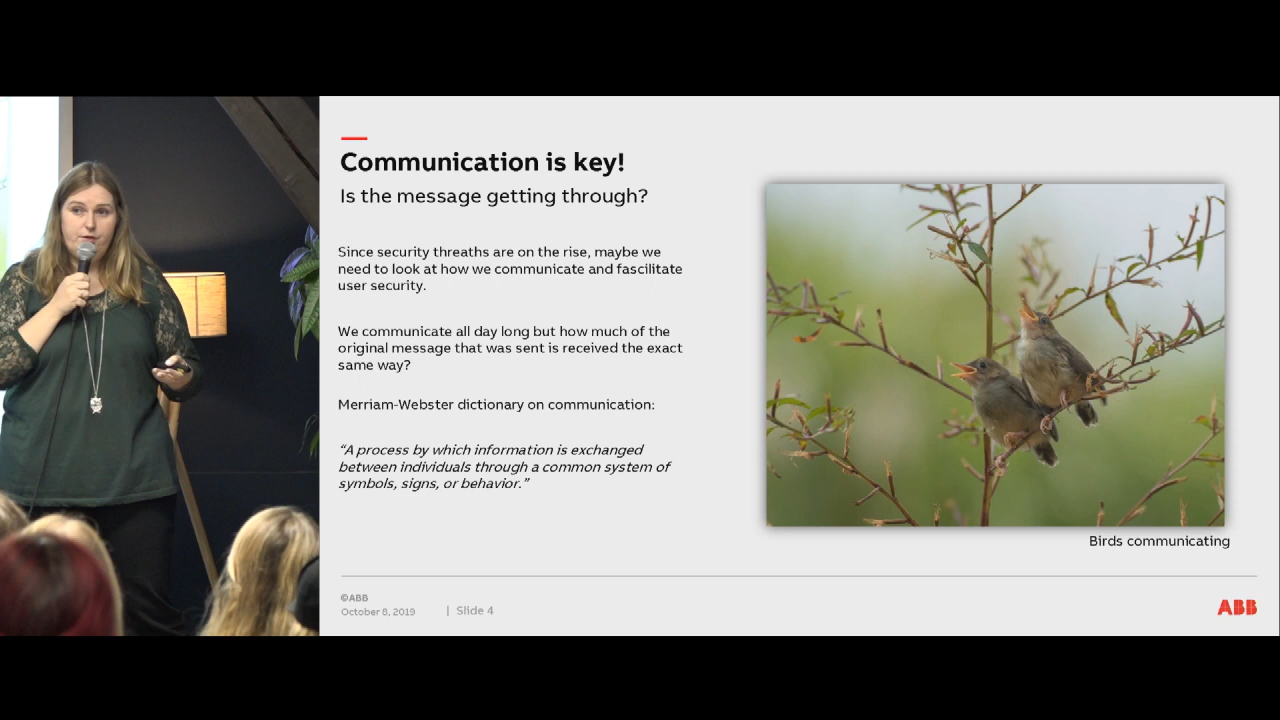 Communication is key!
Is the message getting through?
Since security threaths are on the rise, maybe we
need to look at how we communicate and fascilitate
user security.
We communicate all day long but how much of the
original message that was sent is received the exact
same way?
Merriam-Webster dictionary on communication:
“A process by which information is exchanged
between individuals through a common system of
symbols, signs, or behavior.”
Birds communicating
©ABB
October 8, 2019 | Slide 4
ABB